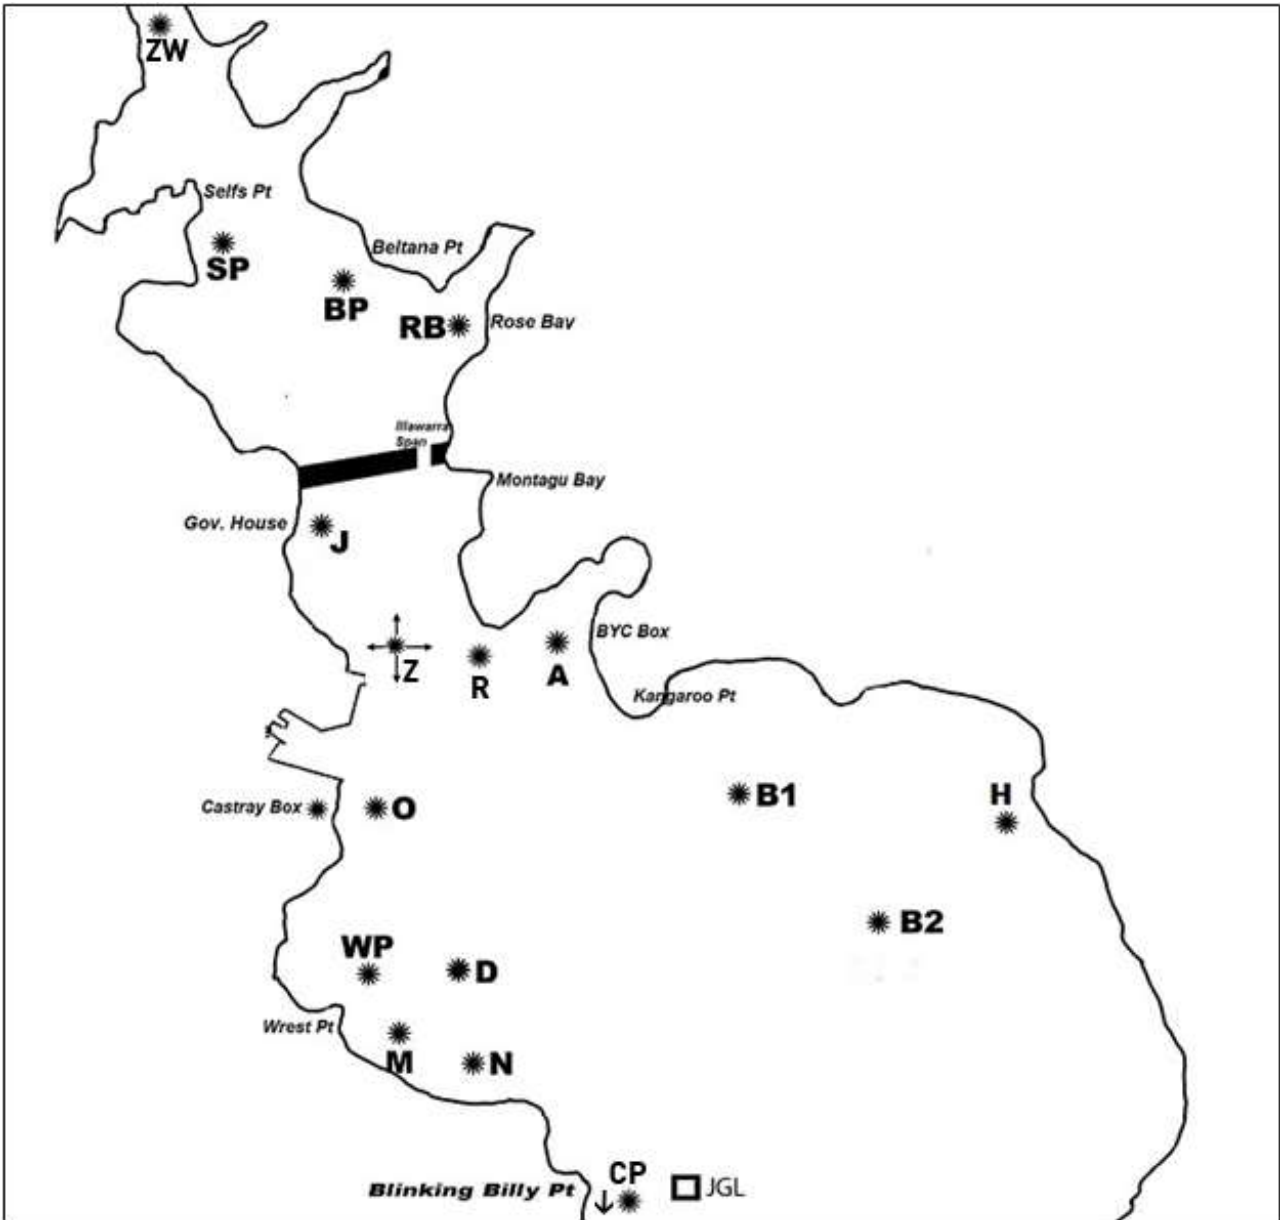 ZW
Selfs Pt
Beltana Pt
SP
BP
RB
Rose Bay
Illawarra
Span
Montagu Bay
Gov. House
J
BYC Box
Z
R
A
Kangaroo Pt
B1
H
Castray Box
O
B2
WP
D
Wrest Pt
M
N
CP
Blinking Billy Pt
JGL